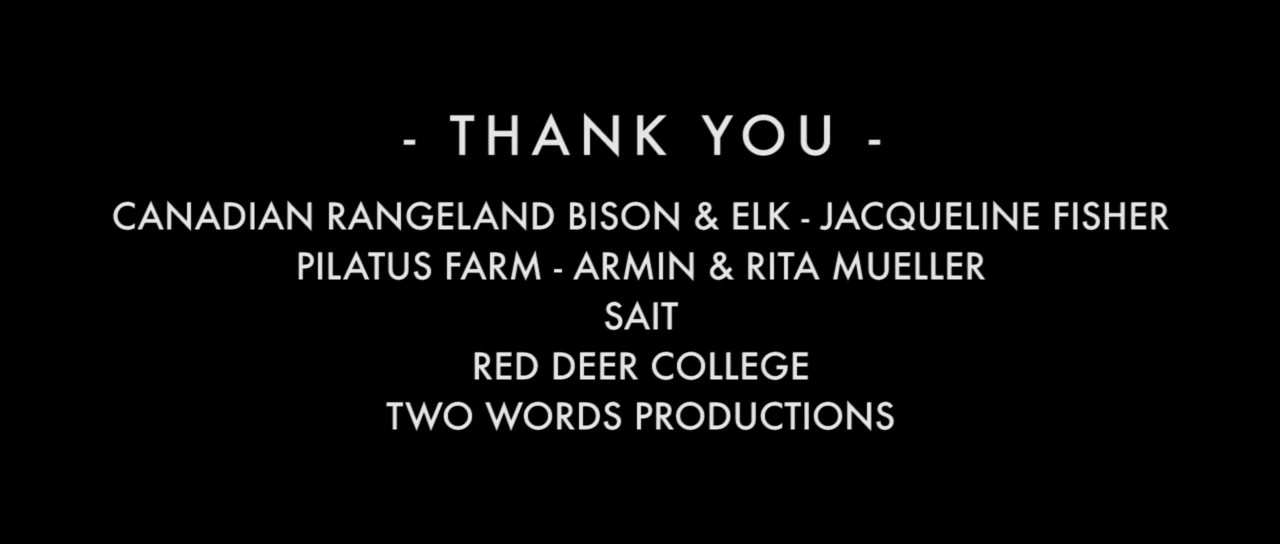 - THANK YOU -
CANADIAN RANGELAND BISON & ELK - JACQUELINE FISHER
PILATUS FARM - ARMIN & RITA MUELLER
SAIT
RED DEER COLLEGE
TWO WORDS PRODUCTIONS